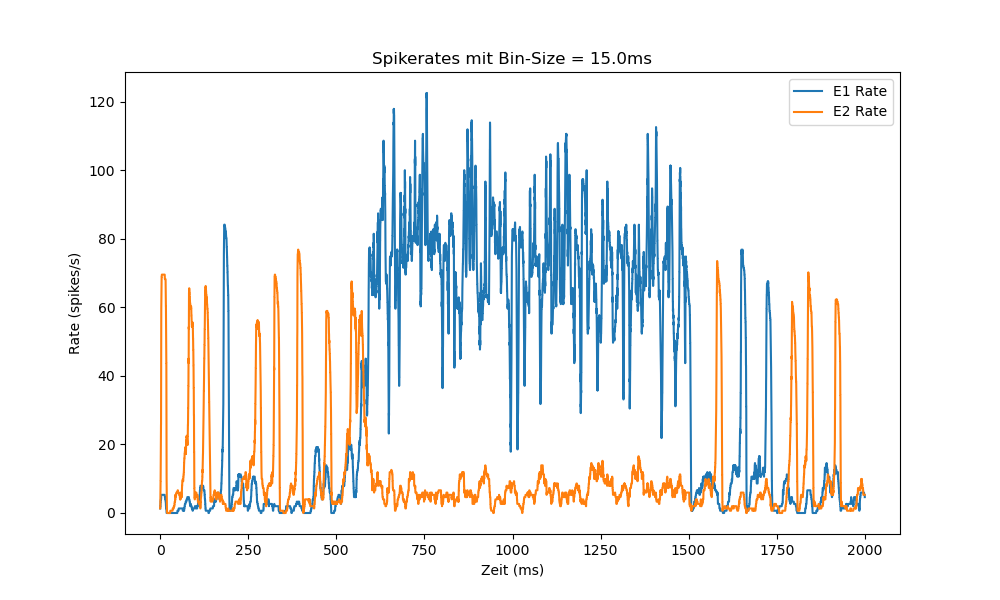 Spikerates mit Bin-Size = 15.0ms
E1 Rate
E2 Rate
120
100
80
60
40
20
0
Rate (spikes/s)
0 250 500 750 1000 1250 1500 1750 2000
Zeit (ms)